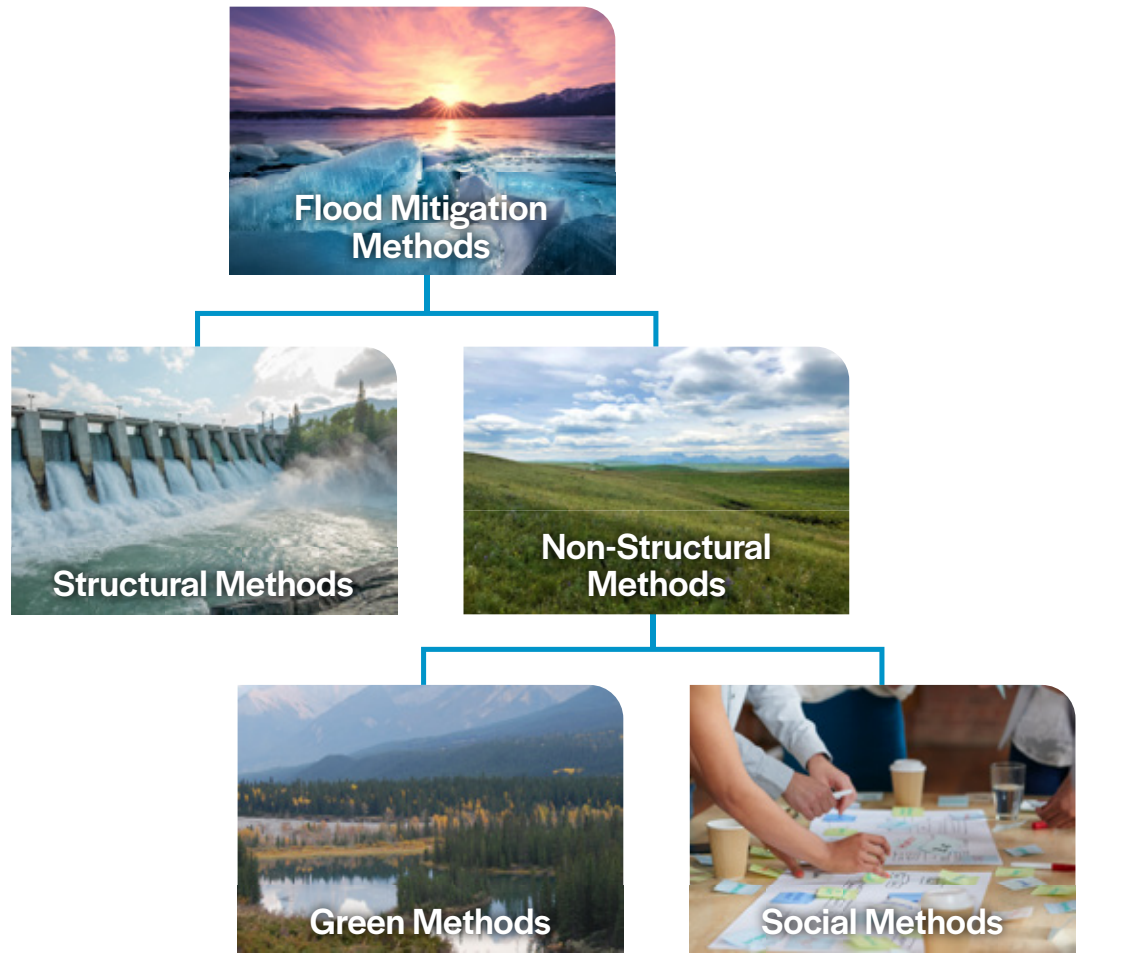 Flood Mitigation
Methods
Structural Methods
Non-Structural
Methods
Green Methods
Social Methods